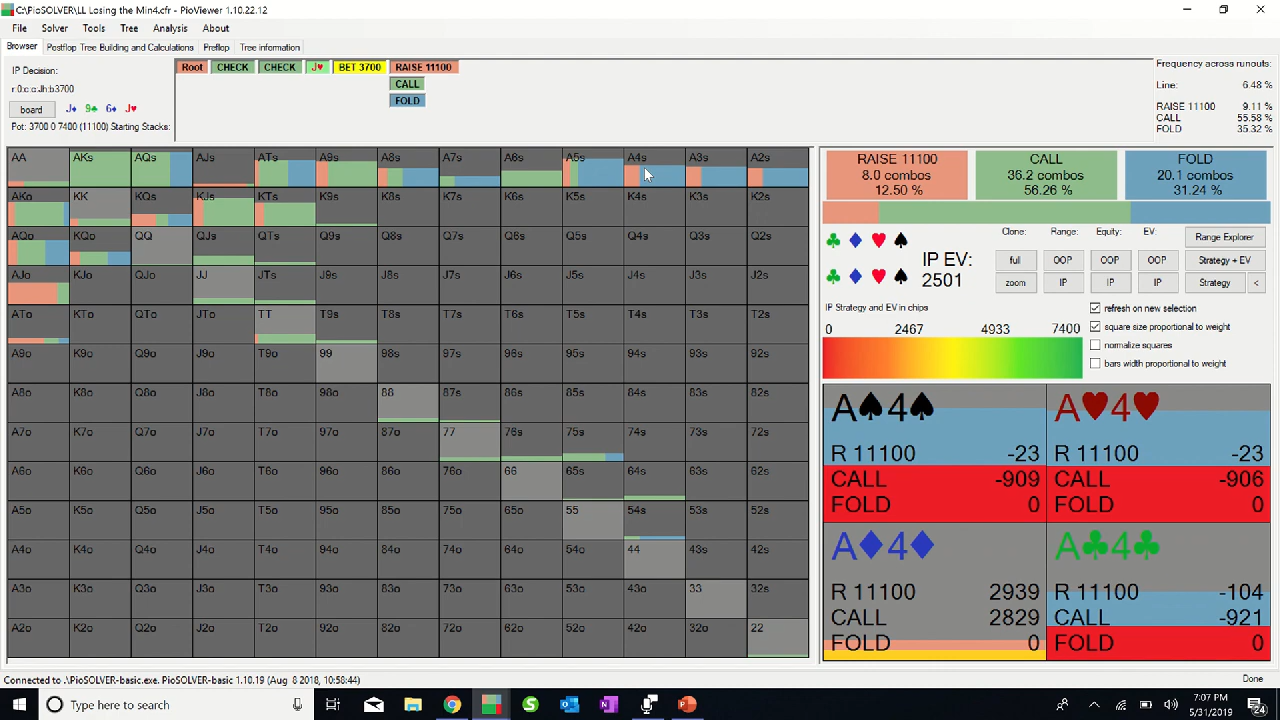 C:\PioSOLVER\LL Losing the Min4.cfr - PioViewer 1.10.22.12
File Solver Tools Tree Analysis About
Browser Postflop Tree Building and Calculations Preflop Tree information
IP Decision:
r:0:c:c:Jh:b3700
board J♦ 9♣ 6♦ J♥
Pot: 3700 0 7400 (11100) Starting Stacks:
Root CHECK CHECK J♥ BET 3700 RAISE 11100
CALL
FOLD
Frequency across runouts:
Line: 6.48 %
RAISE 11100 9.11 %
CALL 55.58 %
FOLD 35.32 %
AA AKs AQs AJs ATs A9s A8s A7s A6s A5s A4s A3s A2s
AKo KK KQs KJs KTs K9s K8s K7s K6s K5s K4s K3s K2s
AQo KQo QQ QJs QTs Q9s Q8s Q7s Q6s Q5s Q4s Q3s Q2s
AJo KJo QJo JJ JTs J9s J8s J7s J6s J5s J4s J3s J2s
ATo KTo QTo JTo TT T9s T8s T7s T6s T5s T4s T3s T2s
A9o K9o Q9o J9o T9o 99 98s 97s 96s 95s 94s 93s 92s
A8o K8o Q8o J8o T8o 98o 88 87s 86s 85s 84s 83s 82s
A7o K7o Q7o J7o T7o 97o 87o 77 76s 75s 74s 73s 72s
A6o K6o Q6o J6o T6o 96o 86o 76o 66 65s 64s 63s 62s
A5o K5o Q5o J5o T5o 95o 85o 75o 65o 55 54s 53s 52s
A4o K4o Q4o J4o T4o 94o 84o 74o 64o 54o 44 43s 42s
A3o K3o Q3o J3o T3o 93o 83o 73o 63o 53o 43o 33 32s
A2o K2o Q2o J2o T2o 92o 82o 72o 62o 52o 42o 32o 22
RAISE 11100 CALL FOLD
8.0 combos 36.2 combos 20.1 combos
12.50 % 56.26 % 31.24 %
♣ ♦ ♥ ♠
♣ ♦ ♥ ♠
IP EV:
2501
Clone: Range: Equity: EV:
full OOP OOP OOP
zoom IP IP IP
Range Explorer
Strategy + EV
Strategy <
IP Strategy and EV in chips
0 2467 4933 7400
refresh on new selection
square size proportional to weight
normalize squares
bars width proportional to weight
A♠4♠
R 11100 -23
CALL -909
FOLD 0
A♥4♥
R 11100 -23
CALL -906
FOLD 0
A♦4♦
R 11100 2939
CALL 2829
FOLD 0
A♣4♣
R 11100 -104
CALL -921
FOLD 0
Connected to .\PioSOLVER-basic.exe. PioSOLVER-basic 1.10.19 (Aug 8 2018, 10:58:44) Done
Type here to search
7:07 PM
5/31/2019
24